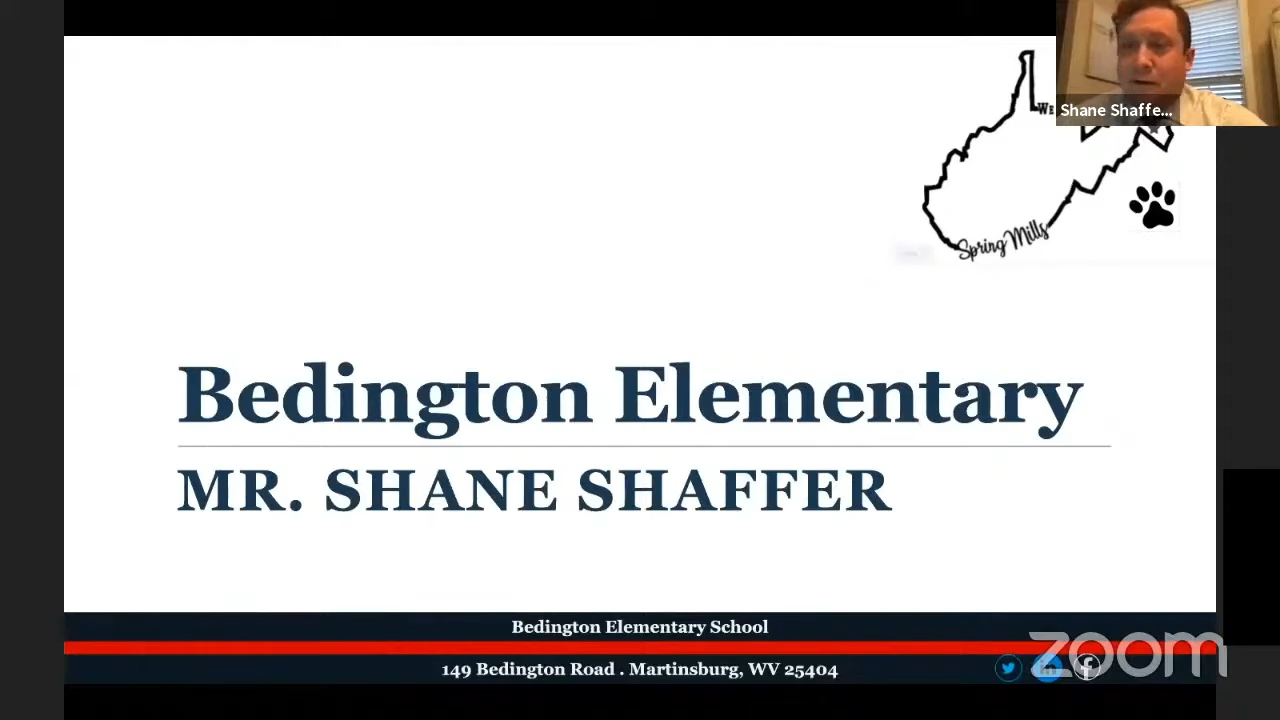 Shane Shaffe...
We
Spring Mills
Bedington Elementary
MR. SHANE SHAFFER
Bedington Elementary School
149 Bedington Road . Martinsburg, WV 25404
zoom